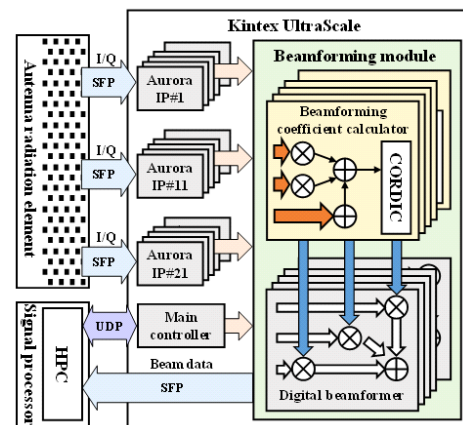 Kintex UltraScale
Antenna radiation element
I/Q
SFP
Aurora
IP#1
I/Q
SFP
Aurora
IP#11
I/Q
SFP
Aurora
IP#21
Beamforming module
Beamforming
coefficient calculator
CORDIC
Signal processor
HPC
UDP
Main
controller
Beam data
SFP
Digital beamformer